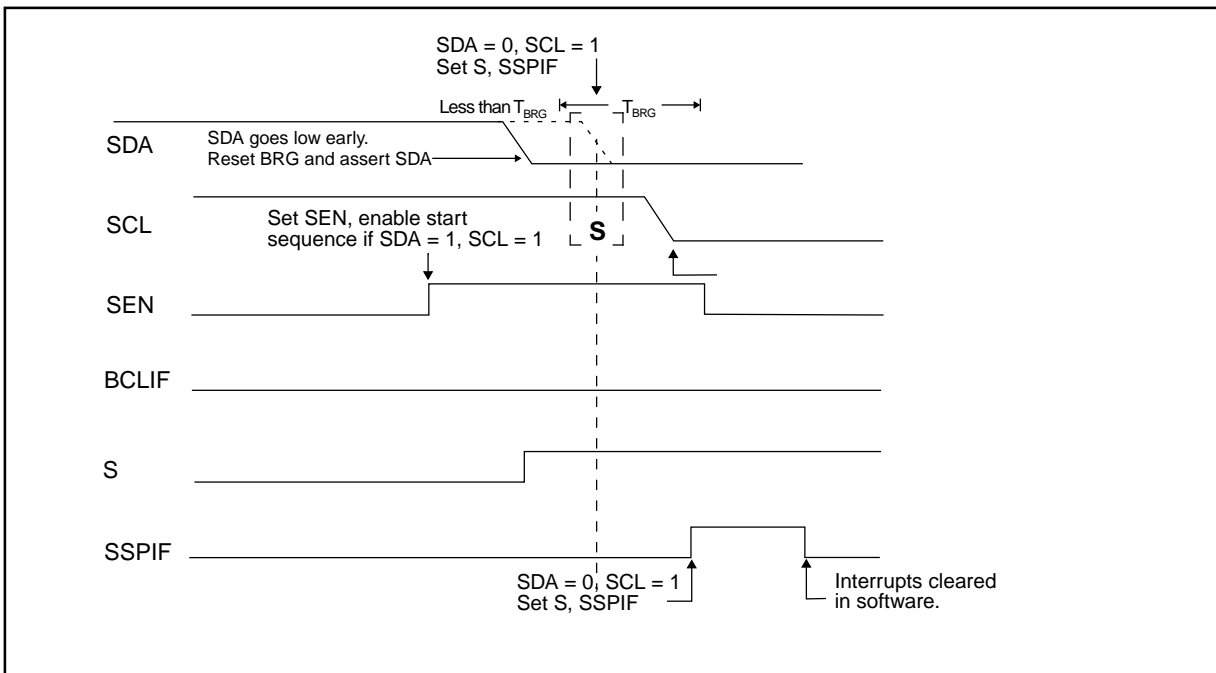 SDA = 0, SCL = 1
Set S, SSPIF
Less than TBRG
TBRG
SDA
SDA goes low early.
Reset BRG and assert SDA
SCL
Set SEN, enable start
sequence if SDA = 1, SCL = 1
S
SEN
BCLIF
S
SSPIF
SDA = 0, SCL = 1
Set S, SSPIF
Interrupts cleared
in software.